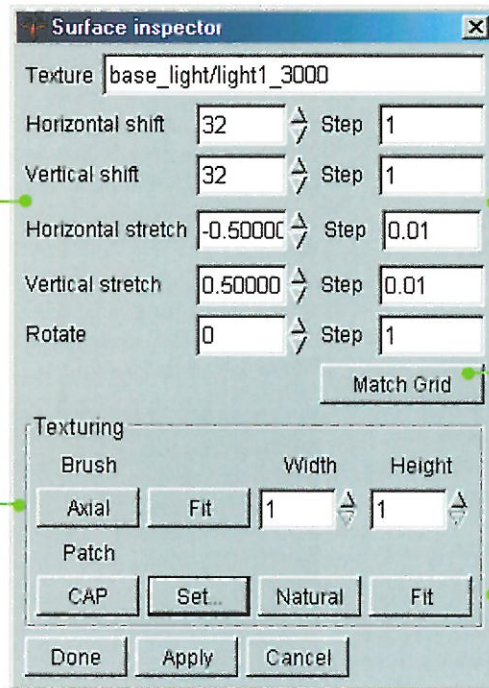 Surface inspector
Texture base_light/light1_3000
Horizontal shift 32 Step 1
Vertical shift 32 Step 1
Horizontal stretch -0.50000 Step 0.01
Vertical stretch 0.50000 Step 0.01
Rotate 0 Step 1
Match Grid
Texturing
Brush Width Height
Axial Fit 1 1
Patch
CAP Set... Natural Fit
Done Apply Cancel